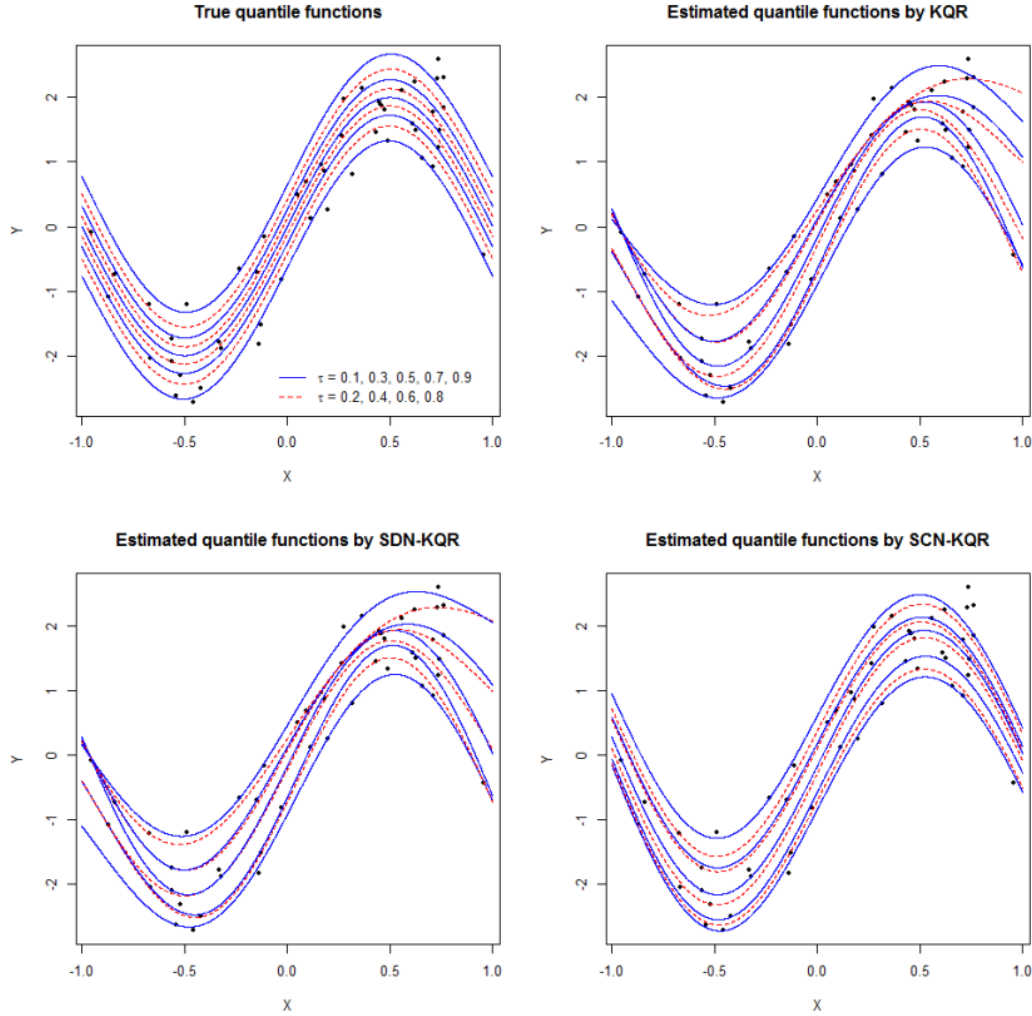 True quantile functions
Estimated quantile functions by KQR
2
1
0
-1
-2
Y
τ = 0.1, 0.3, 0.5, 0.7, 0.9
τ = 0.2, 0.4, 0.6, 0.8
-1.0 -0.5 0.0 0.5 1.0
X
2
1
0
-1
-2
Y
-1.0 -0.5 0.0 0.5 1.0
X
Estimated quantile functions by SDN-KQR
Estimated quantile functions by SCN-KQR
2
1
0
-1
-2
Y
-1.0 -0.5 0.0 0.5 1.0
X
2
1
0
-1
-2
Y
-1.0 -0.5 0.0 0.5 1.0
X